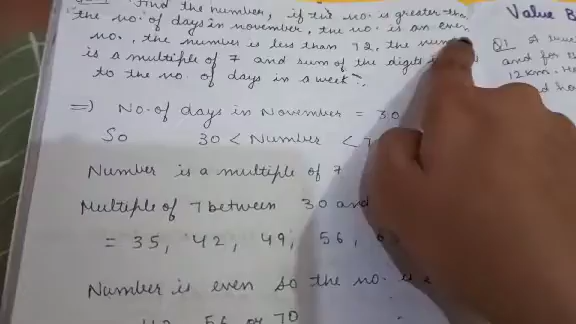 Find the number, if the no. is greater than
the no. of days in november, the no. is an even
no., the number is less than 72, the
is a multiple of 7 and sum of the digits
to the no. of days in a week?
=> No. of days in November = 30
So 30 < Number < 7
Number is a multiple of 7
Multiple of 7 between 30 and
= 35, 42, 49, 56, 6
Number is even so the no. is
56 or 70
Value B
Q1 A
and for
12 km.